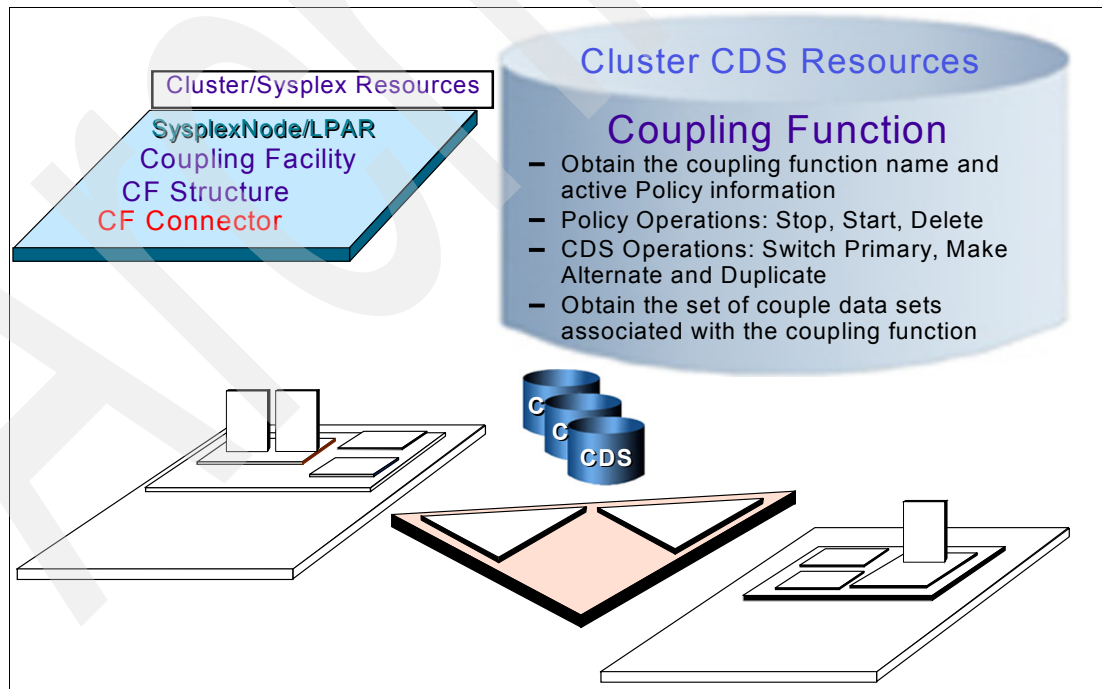 Cluster/Sysplex Resources
SysplexNode/LPAR
Coupling Facility
CF Structure
CF Connector
Cluster CDS Resources
Coupling Function
– Obtain the coupling function name and
active Policy information
– Policy Operations: Stop, Start, Delete
– CDS Operations: Switch Primary, Make
Alternate and Duplicate
– Obtain the set of couple data sets
associated with the coupling function
C
C
CDS